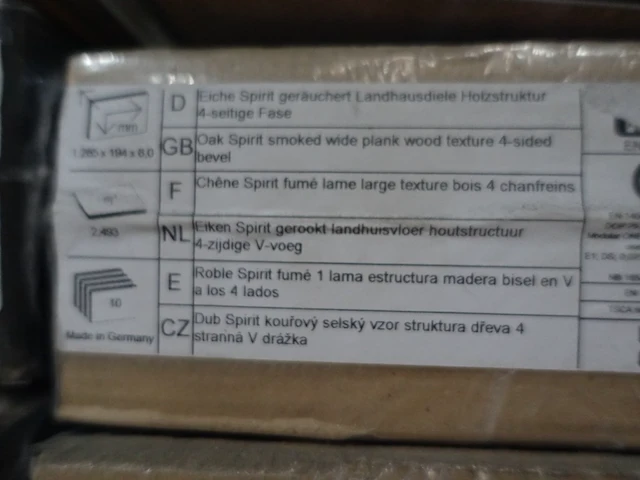 D
Eiche Spirit geräuchert Landhausdiele Holzstruktur
4-seitige Fase
mm
1.285 x 194 x 8,0
GB
Oak Spirit smoked wide plank wood texture 4-sided
bevel
F
Chêne Spirit fumé lame large texture bois 4 chanfreins
m²
2,493
NL
Eiken Spirit gerookt landhuisvloer houtstructuur
4-zijdige V-voeg
10
E
Roble Spirit fumé 1 lama estructura madera bisel en V
a los 4 lados
Made in Germany
CZ
Dub Spirit kouřový selský vzor struktura dřeva 4
stranná V drážka